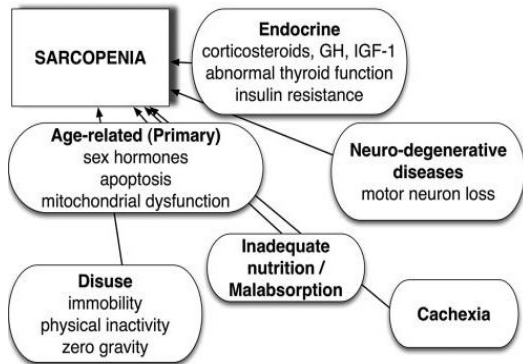 SARCOPENIA
Endocrine
corticosteroids, GH, IGF-1
abnormal thyroid function
insulin resistance
Age-related (Primary)
sex hormones
apoptosis
mitochondrial dysfunction
Neuro-degenerative
diseases
motor neuron loss
Inadequate
nutrition /
Malabsorption
Disuse
immobility
physical inactivity
zero gravity
Cachexia